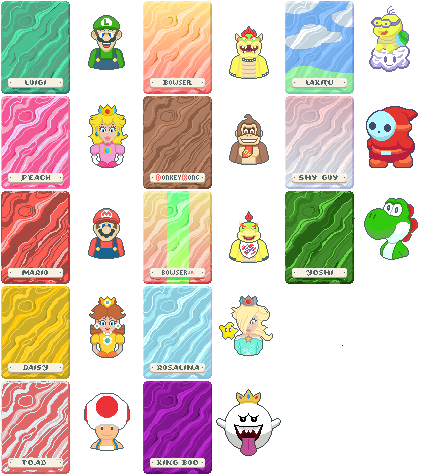 LUIGI
BOWSER
LAKITU
PEACH
DONKEY KONG
SHY GUY
MARIO
BOWSER JR.
YOSHI
DAISY
ROSALINA
TOAD
KING BOO